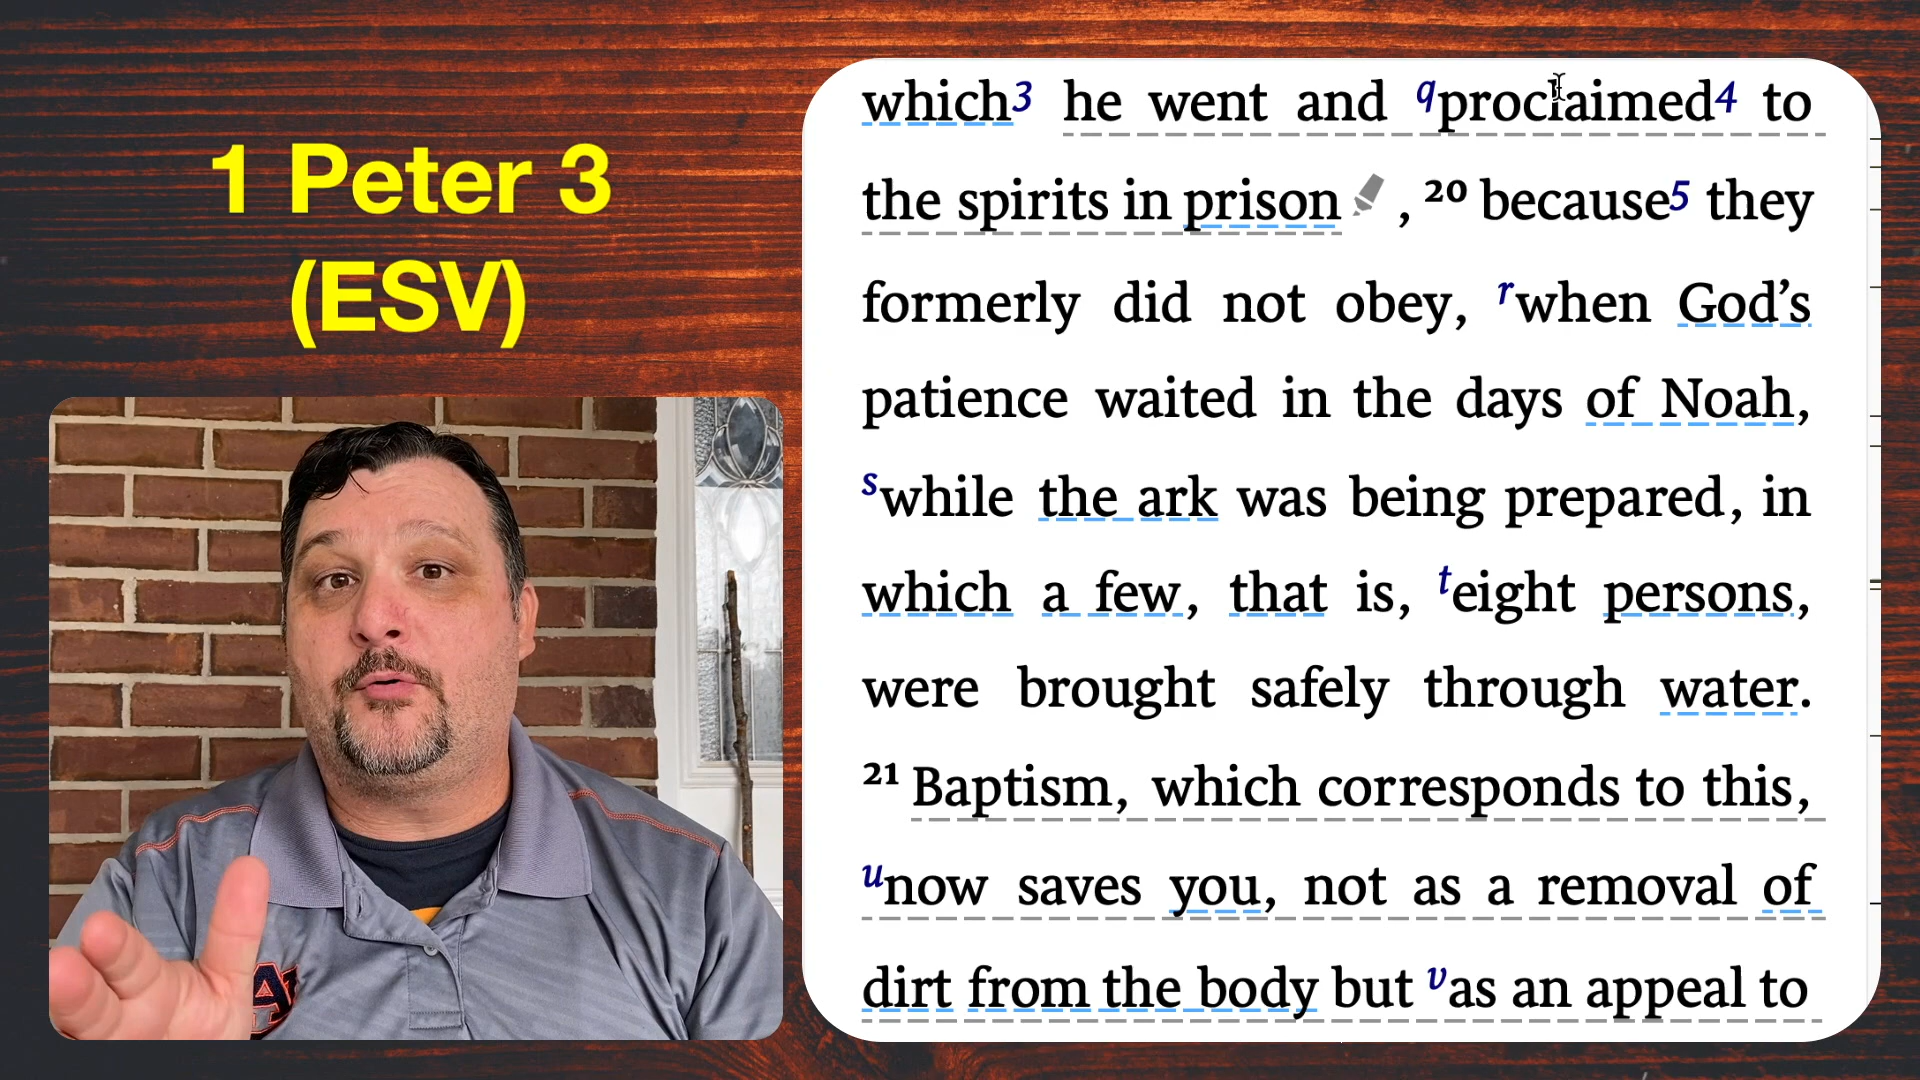 1 Peter 3
(ESV)
which3 he went and qproclaimed4 to
the spirits in prison , 20 because5 they
formerly did not obey, rwhen God’s
patience waited in the days of Noah,
swhile the ark was being prepared, in
which a few, that is, teight persons,
were brought safely through water.
21 Baptism, which corresponds to this,
unow saves you, not as a removal of
dirt from the body but vas an appeal to